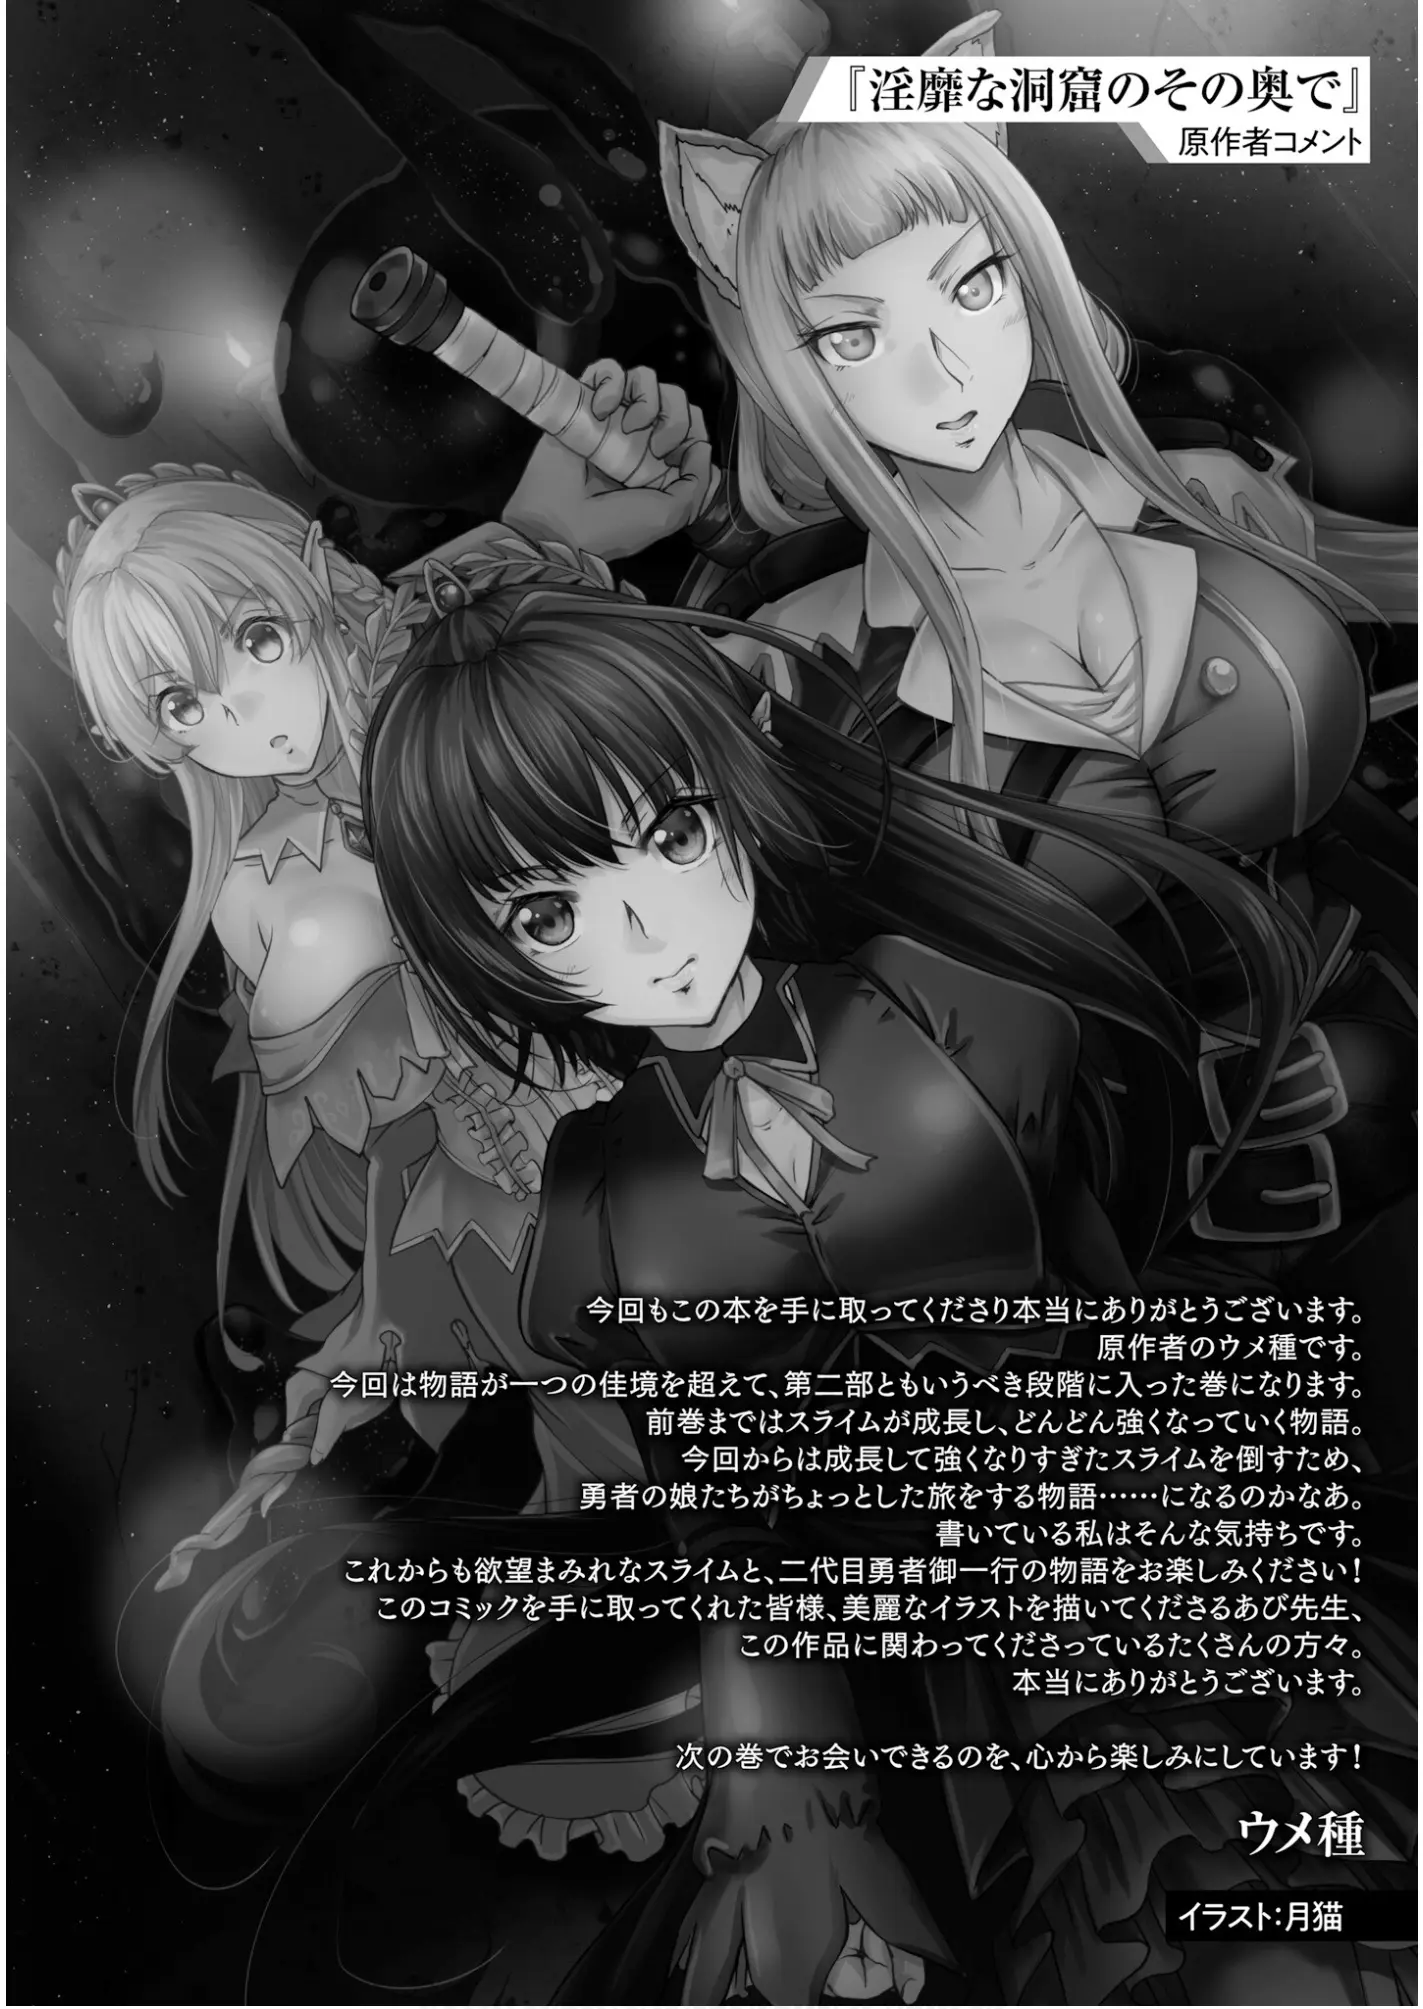 『淫靡な洞窟のその奥で』
原作者コメント
今回もこの本を手に取ってくださり本当にありがとうございます。
原作者のウメ種です。
今回は物語が一つの佳境を超えて、第二部ともいうべき段階に入った巻になります。
前巻まではスライムが成長し、どんどん強くなっていく物語。
今回からは成長して強くなりすぎたスライムを倒すため、
勇者の娘たちがちょっとした旅をする物語……になるのかなあ。
書いている私はそんな気持ちです。
これからも欲望まみれなスライムと、二代目勇者御一行の物語をお楽しみください！
このコミックを手に取ってくれた皆様、美麗なイラストを描いてくださるあび先生、
この作品に関わってくださっているたくさんの方々。
本当にありがとうございます。
次の巻でお会いできるのを、心から楽しみにしています！
ウメ種
イラスト：月猫